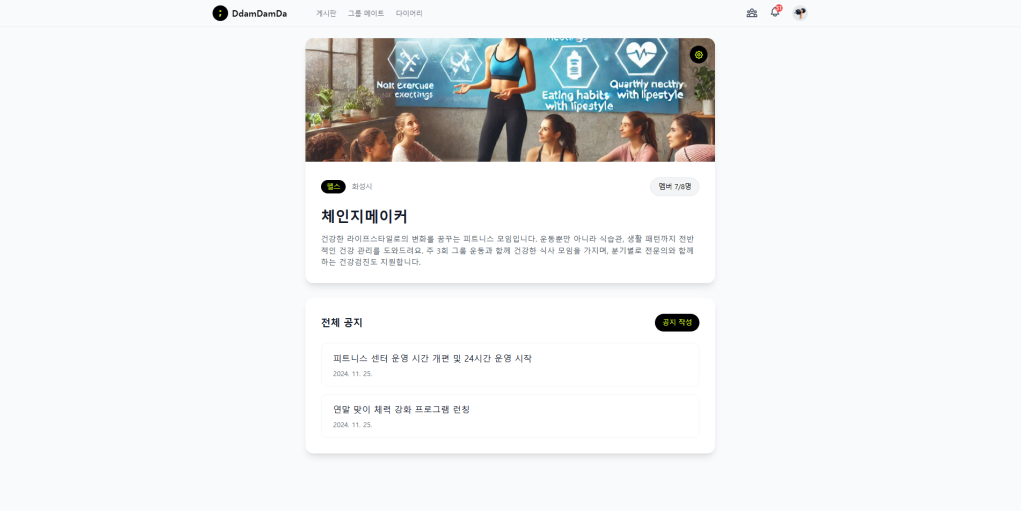 DdamDamDa
게시판
그룹 메이트
다이어리
Eating habits
with lipestyle
Quarthly necthy
with lipestyle
헬스
화성시
멤버 7/8명
체인지메이커
건강한 라이프스타일로의 변화를 꿈꾸는 피트니스 모임입니다. 운동뿐만 아니라 식습관, 생활 패턴까지 전반
적인 건강 관리를 도와드려요. 주 3회 그룹 운동과 함께 건강한 식사 모임을 가지며, 분기별로 전문의와 함께
하는 건강검진도 지원합니다.
전체 공지
공지 작성
피트니스 센터 운영 시간 개편 및 24시간 운영 시작
2024. 11. 25.
연말 맞이 체력 강화 프로그램 런칭
2024. 11. 25.